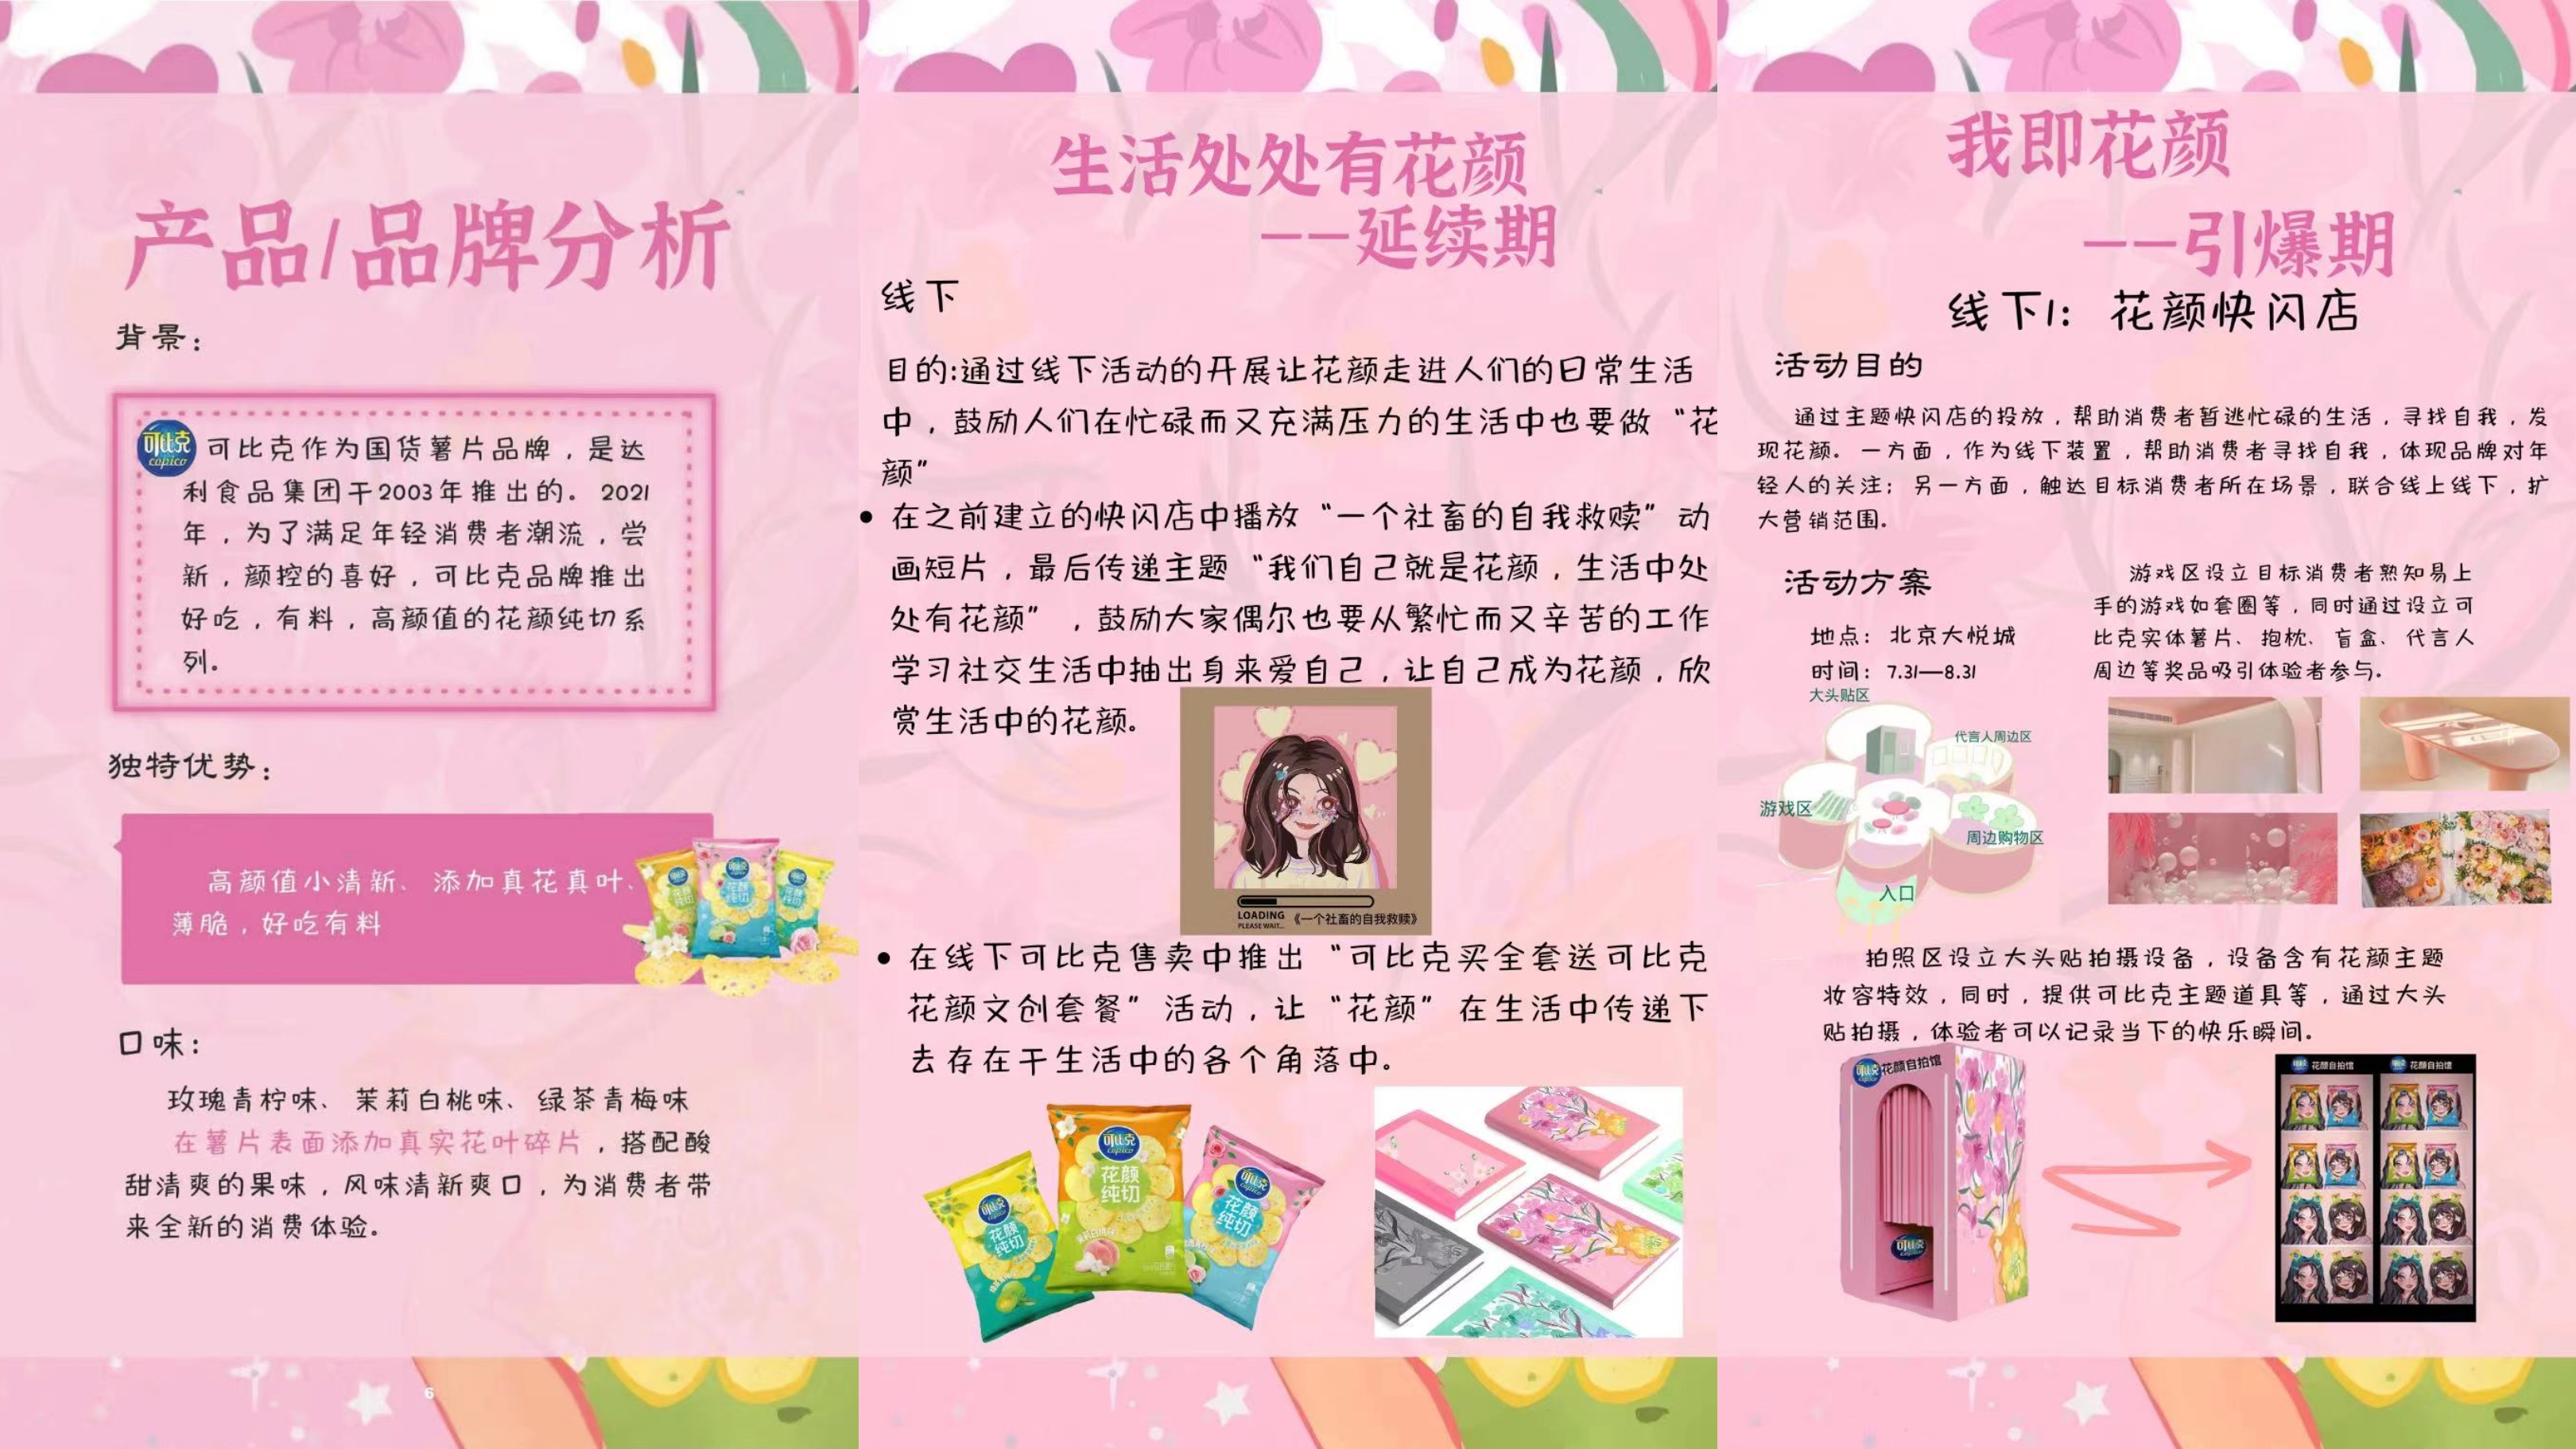 产品/品牌分析
背景：
可比克
copico
可比克作为国货薯片品牌，是达
利食品集团于2003年推出的。2021
年，为了满足年轻消费者潮流，尝
新，颜控的喜好，可比克品牌推出
好吃，有料，高颜值的花颜纯切系
列。
独特优势：
高颜值小清新、添加真花真叶、
薄脆，好吃有料
口味：
玫瑰青柠味、茉莉白桃味、绿茶青梅味
在薯片表面添加真实花叶碎片，搭配酸
甜清爽的果味，风味清新爽口，为消费者带
来全新的消费体验。
6
生活处处有花颜
——延续期
线下
目的:通过线下活动的开展让花颜走进人们的日常生活
中，鼓励人们在忙碌而又充满压力的生活中也要做“花
颜”
• 在之前建立的快闪店中播放“一个社畜的自我救赎”动
画短片，最后传递主题“我们自己就是花颜，生活中处
处有花颜”，鼓励大家偶尔也要从繁忙而又辛苦的工作
学习社交生活中抽出身来爱自己，让自己成为花颜，欣
赏生活中的花颜。
LOADING
PLEASE WAIT...
《一个社畜的自我救赎》
• 在线下可比克售卖中推出“可比克买全套送可比克
花颜文创套餐”活动，让“花颜”在生活中传递下
去存在于生活中的各个角落中。
可比克
copico
花颜
纯切
可比克
copico
花颜
纯切
可比克
copico
花颜
纯切
我即花颜
——引爆期
线下1：花颜快闪店
活动目的
通过主题快闪店的投放，帮助消费者暂逃忙碌的生活，寻找自我，发
现花颜。一方面，作为线下装置，帮助消费者寻找自我，体现品牌对年
轻人的关注；另一方面，触达目标消费者所在场景，联合线上线下，扩
大营销范围。
活动方案
地点：北京大悦城
时间：7.31—8.31
游戏区设立目标消费者熟知易上
手的游戏如套圈等，同时通过设立可
比克实体薯片、抱枕、盲盒、代言人
周边等奖品吸引体验者参与。
大头贴区
代言人周边区
游戏区
周边购物区
入口
拍照区设立大头贴拍摄设备，设备含有花颜主题
妆容特效，同时，提供可比克主题道具等，通过大头
贴拍摄，体验者可以记录当下的快乐瞬间。
可比克
花颜自拍馆
可比克
花颜自拍馆
花颜自拍馆